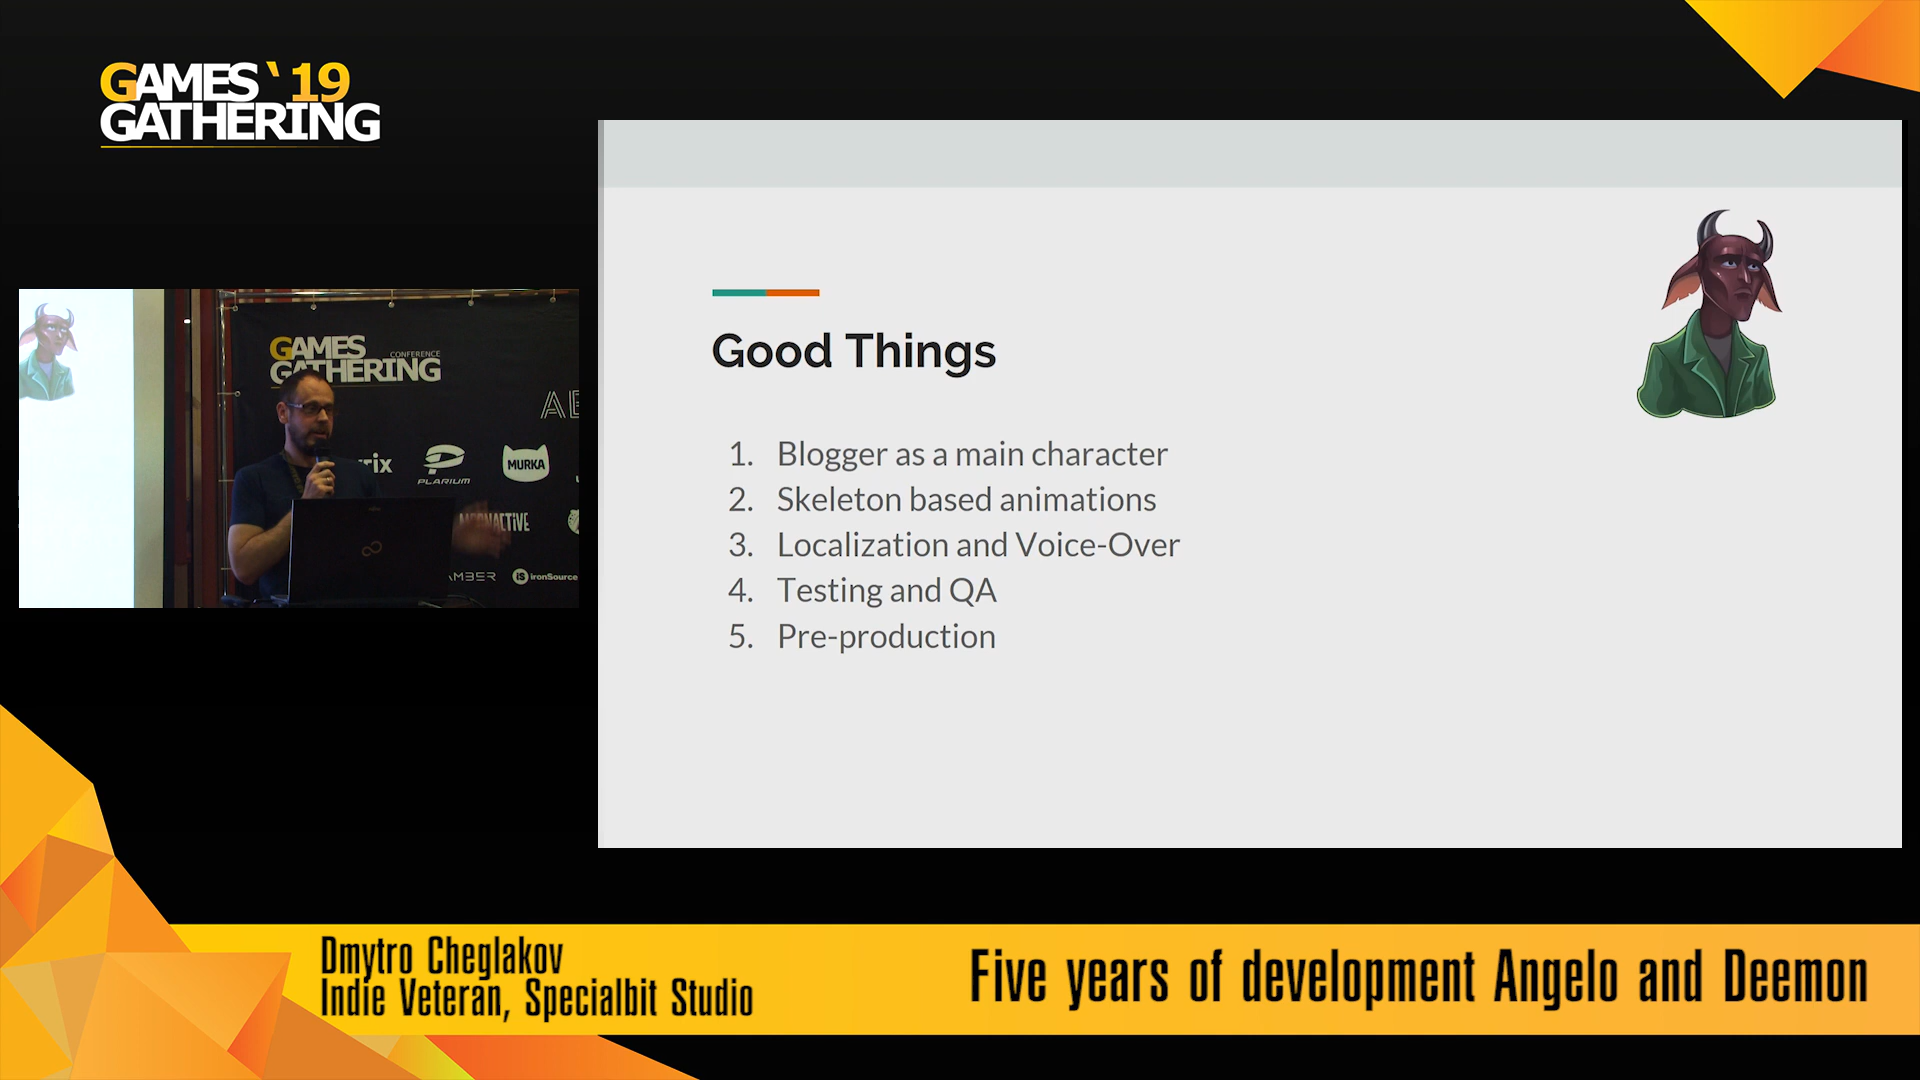 GAMES`19
GATHERING
GAMES
CONFERENCE
GATHERING
PLARIUM
MURKA
ironSource
Good Things
1. Blogger as a main character
2. Skeleton based animations
3. Localization and Voice-Over
4. Testing and QA
5. Pre-production
Dmytro Cheglakov
Indie Veteran, Specialbit Studio
Five years of development Angelo and Deemon